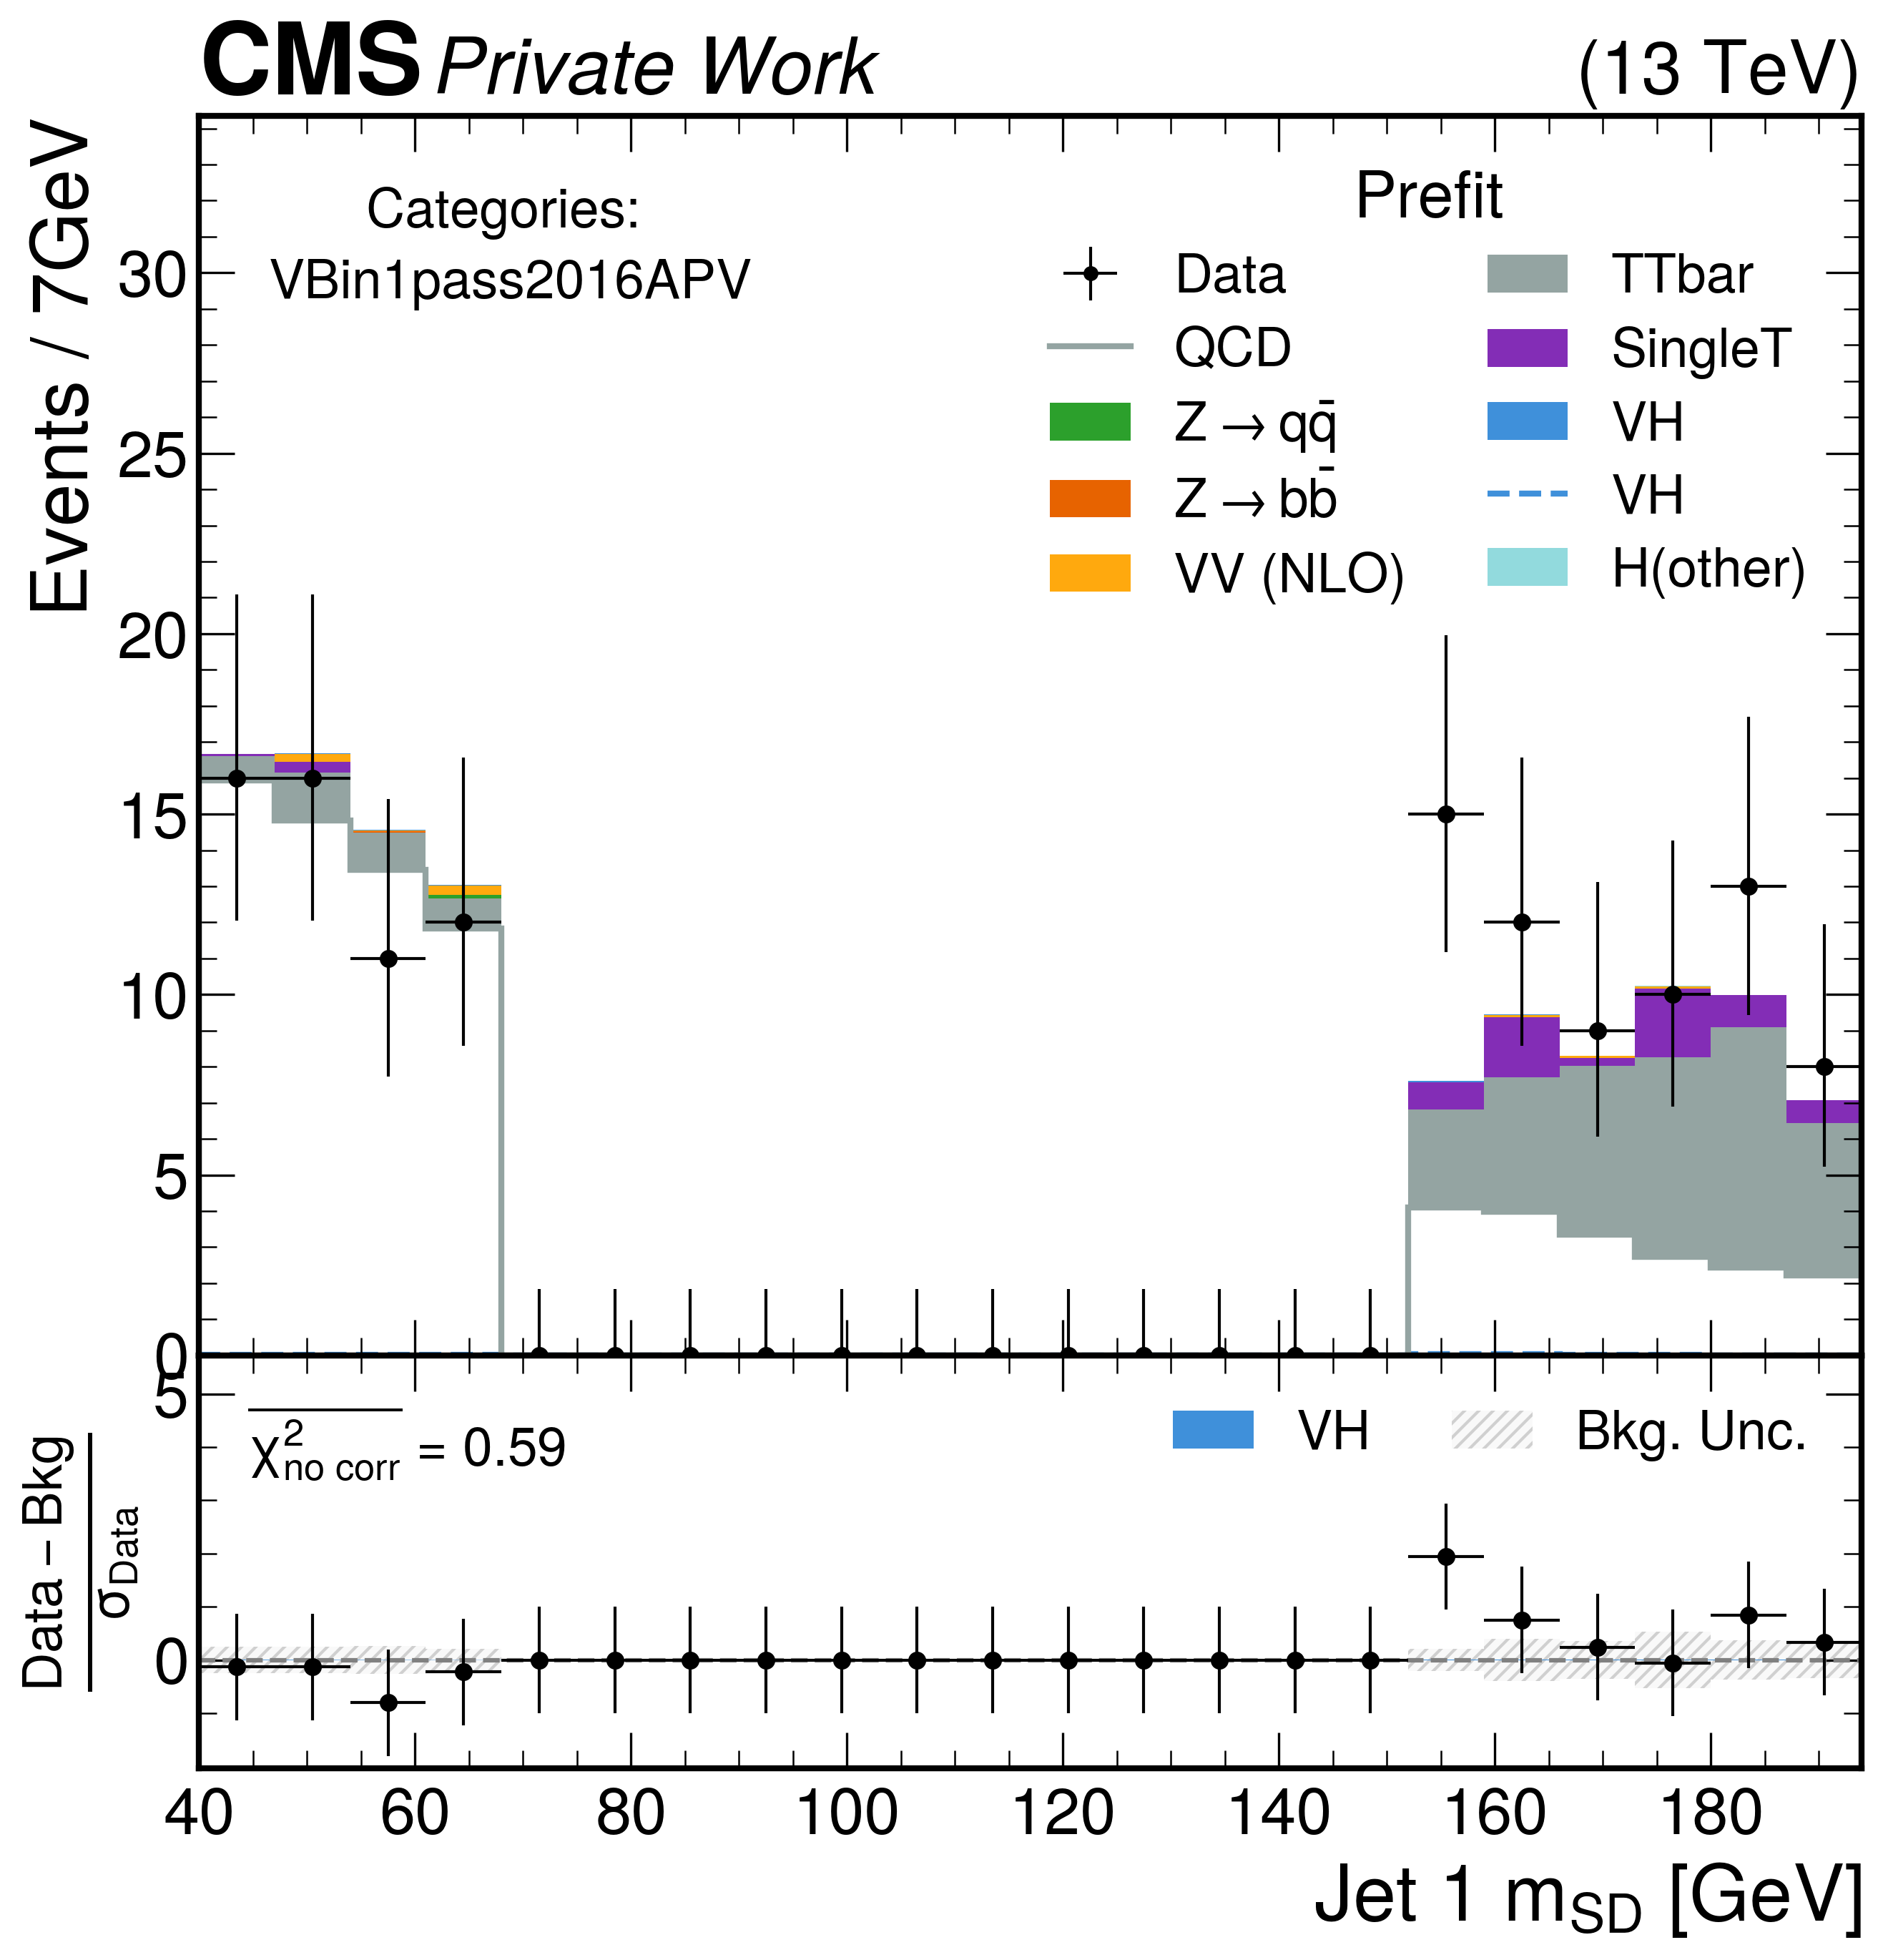 CMS Private Work (13 TeV)
Events / 7GeV
Categories:
VBin1pass2016APV
Prefit
Data
QCD
Z → qq̄
Z → bb̄
VV (NLO)
TTbar
SingleT
VH
VH
H(other)
30
25
20
15
10
5
0
5
0
Data − Bkg
σData
χ²no corr = 0.59
VH
Bkg. Unc.
40 60 80 100 120 140 160 180
Jet 1 mSD [GeV]